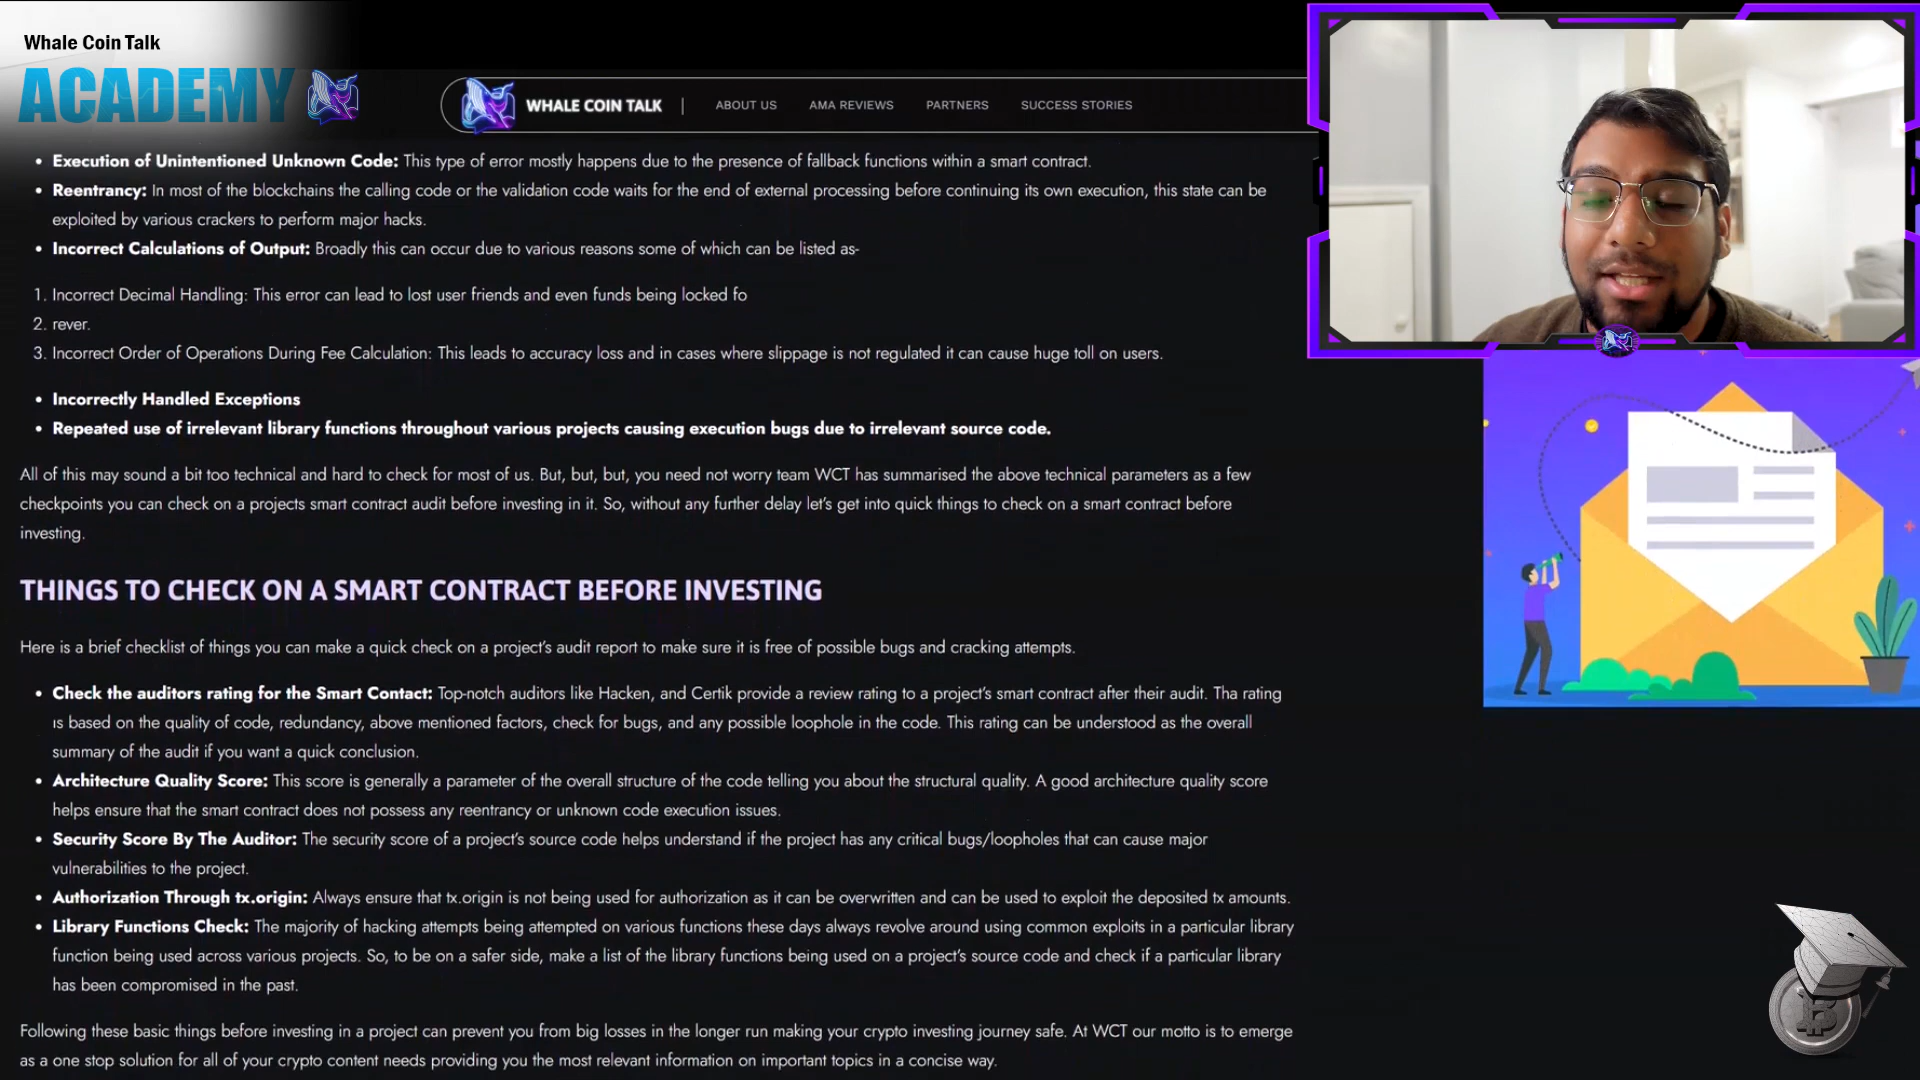 Whale Coin Talk
ACADEMY
WHALE COIN TALK | ABOUT US AMA REVIEWS PARTNERS SUCCESS STORIES
• Execution of Unintentioned Unknown Code: This type of error mostly happens due to the presence of fallback functions within a smart contract.
• Reentrancy: In most of the blockchains the calling code or the validation code waits for the end of external processing before continuing its own execution, this state can be
exploited by various crackers to perform major hacks.
• Incorrect Calculations of Output: Broadly this can occur due to various reasons some of which can be listed as-
1. Incorrect Decimal Handling: This error can lead to lost user friends and even funds being locked fo
2. rever.
3. Incorrect Order of Operations During Fee Calculation: This leads to accuracy loss and in cases where slippage is not regulated it can cause huge toll on users.
• Incorrectly Handled Exceptions
• Repeated use of irrelevant library functions throughout various projects causing execution bugs due to irrelevant source code.
All of this may sound a bit too technical and hard to check for most of us. But, but, but, you need not worry team WCT has summarised the above technical parameters as a few
checkpoints you can check on a projects smart contract audit before investing in it. So, without any further delay let's get into quick things to check on a smart contract before
investing.
THINGS TO CHECK ON A SMART CONTRACT BEFORE INVESTING
Here is a brief checklist of things you can make a quick check on a project's audit report to make sure it is free of possible bugs and cracking attempts.
• Check the auditors rating for the Smart Contact: Top-notch auditors like Hacken, and Certik provide a review rating to a project's smart contract after their audit. Tha rating
is based on the quality of code, redundancy, above mentioned factors, check for bugs, and any possible loophole in the code. This rating can be understood as the overall
summary of the audit if you want a quick conclusion.
• Architecture Quality Score: This score is generally a parameter of the overall structure of the code telling you about the structural quality. A good architecture quality score
helps ensure that the smart contract does not possess any reentrancy or unknown code execution issues.
• Security Score By The Auditor: The security score of a project's source code helps understand if the project has any critical bugs/loopholes that can cause major
vulnerabilities to the project.
• Authorization Through tx.origin: Always ensure that tx.origin is not being used for authorization as it can be overwritten and can be used to exploit the deposited tx amounts.
• Library Functions Check: The majority of hacking attempts being attempted on various functions these days always revolve around using common exploits in a particular library
function being used across various projects. So, to be on a safer side, make a list of the library functions being used on a project's source code and check if a particular library
has been compromised in the past.
Following these basic things before investing in a project can prevent you from big losses in the longer run making your crypto investing journey safe. At WCT our motto is to emerge
as a one stop solution for all of your crypto content needs providing you the most relevant information on important topics in a concise way.